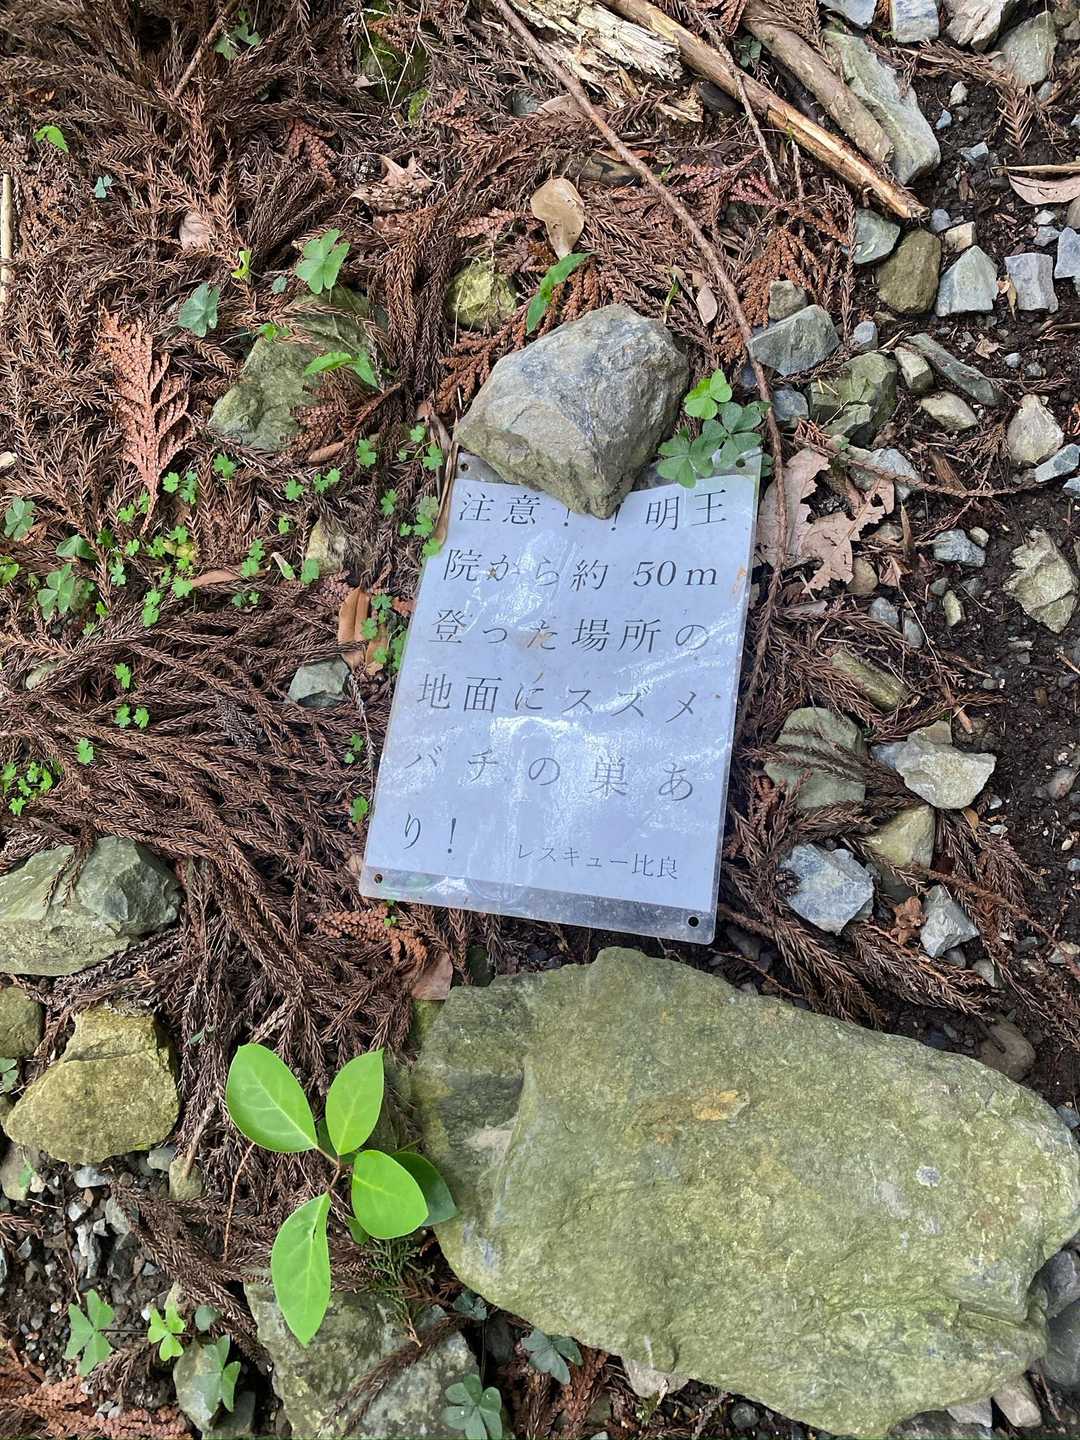 注意！！明王
院から約 50m
登った場所の
地面にスズメ
バチの巣あ
り！ レスキュー比良